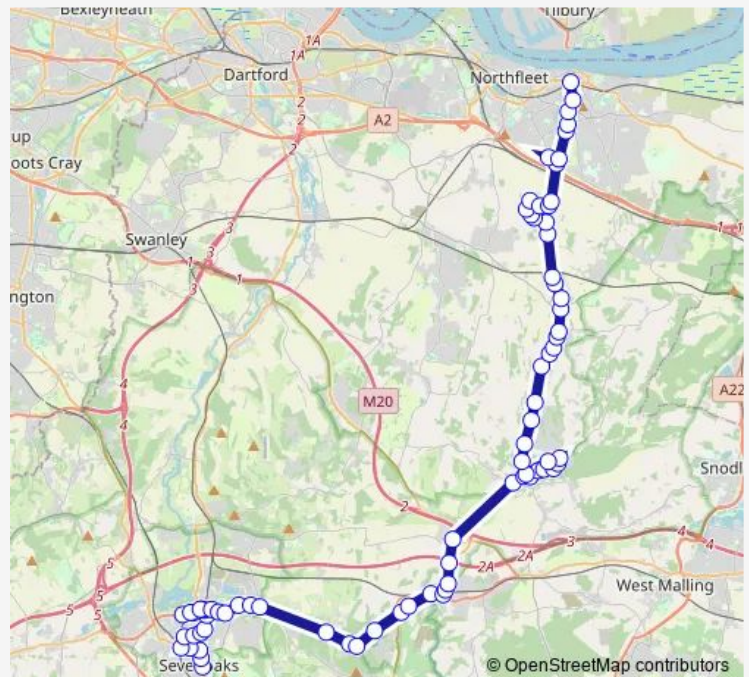 Bexleyheath
Tilbury
1A
1A
Dartford
Northfleet
2
2
A2
2
up
oots Cray
3
Swanley
1
1
1
3
1
3
ngton
4
M20
A22
4
Snodl
2
3
4
4
5
2A
2A
5
West Malling
5
5
Sevenoaks
© OpenStreetMap contributors